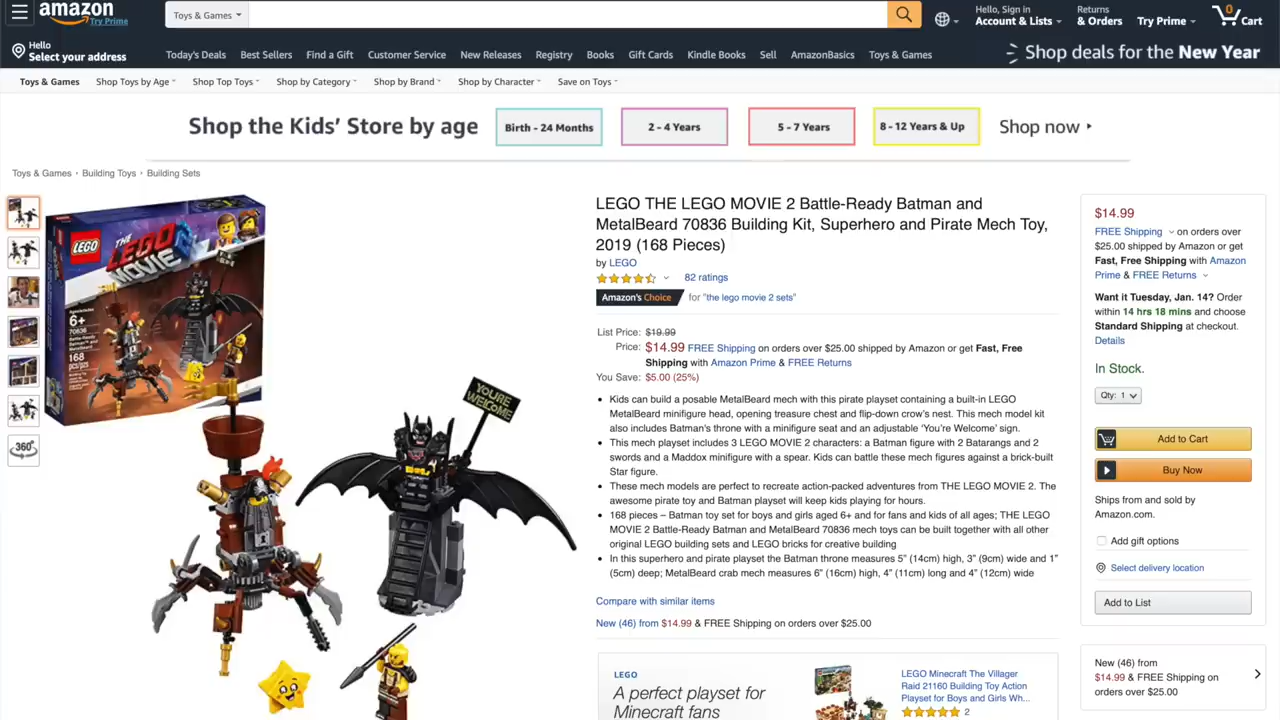 amazon
Try Prime
Toys & Games
Hello, Sign in
Account & Lists
Returns
& Orders
Try Prime
0
Cart
Hello
Select your address
Today's Deals
Best Sellers
Find a Gift
Customer Service
New Releases
Registry
Books
Gift Cards
Kindle Books
Sell
AmazonBasics
Toys & Games
Shop deals for the New Year
Toys & Games
Shop Toys by Age
Shop Top Toys
Shop by Category
Shop by Brand
Shop by Character
Save on Toys
Shop the Kids' Store by age
Birth - 24 Months
2 - 4 Years
5 - 7 Years
8 - 12 Years & Up
Shop now
Toys & Games › Building Toys › Building Sets
360°
LEGO
THE LEGO MOVIE 2
6+
70836
Battle-Ready
Batman and
MetalBeard
168
pcs/pzs
YOU'RE
WELCOME
LEGO THE LEGO MOVIE 2 Battle-Ready Batman and
MetalBeard 70836 Building Kit, Superhero and Pirate Mech Toy,
2019 (168 Pieces)
by LEGO
82 ratings
Amazon's Choice
for "the lego movie 2 sets"
List Price: $19.99
Price: $14.99 FREE Shipping on orders over $25.00 shipped by Amazon or get Fast, Free
Shipping with Amazon Prime & FREE Returns
You Save: $5.00 (25%)
• Kids can build a posable MetalBeard mech with this pirate playset containing a built-in LEGO
MetalBeard minifigure head, opening treasure chest and flip-down crow's nest. This mech model kit
also includes Batman's throne with a minifigure seat and an adjustable 'You're Welcome' sign.
• This mech playset includes 3 LEGO MOVIE 2 characters: a Batman figure with 2 Batarangs and 2
swords and a Maddox minifigure with a spear. Kids can battle these mech figures against a brick-built
Star figure.
• These mech models are perfect to recreate action-packed adventures from THE LEGO MOVIE 2. The
awesome pirate toy and Batman playset will keep kids playing for hours.
• 168 pieces – Batman toy set for boys and girls aged 6+ and for fans and kids of all ages; THE LEGO
MOVIE 2 Battle-Ready Batman and MetalBeard 70836 mech toys can be built together with all other
original LEGO building sets and LEGO bricks for creative building
• In this superhero and pirate playset the Batman throne measures 5" (14cm) high, 3" (9cm) wide and 1"
(5cm) deep; MetalBeard crab mech measures 6" (16cm) high, 4" (11cm) long and 4" (12cm) wide
Compare with similar items
New (46) from $14.99 & FREE Shipping on orders over $25.00
LEGO
A perfect playset for
Minecraft fans
LEGO Minecraft The Villager
Raid 21160 Building Toy Action
Playset for Boys and Girls Wh...
2
$14.99
FREE Shipping on orders over
$25.00 shipped by Amazon or get
Fast, Free Shipping with Amazon
Prime & FREE Returns
Want it Tuesday, Jan. 14? Order
within 14 hrs 18 mins and choose
Standard Shipping at checkout.
Details
In Stock.
Qty: 1
Add to Cart
Buy Now
Ships from and sold by
Amazon.com.
Add gift options
Select delivery location
Add to List
New (46) from
$14.99 & FREE Shipping on
orders over $25.00